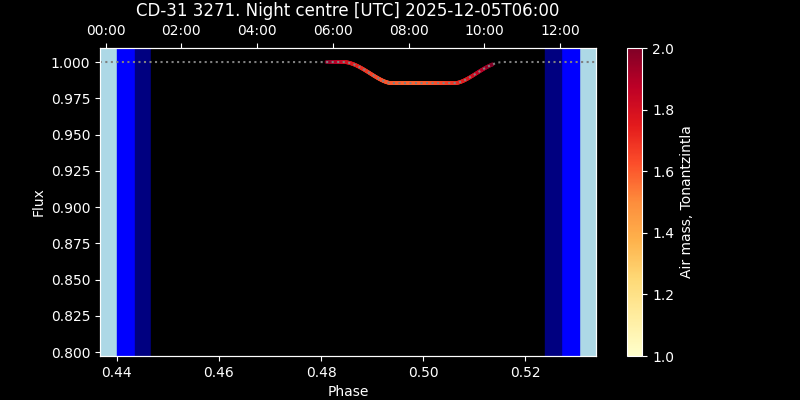 CD-31 3271. Night centre [UTC] 2025-12-05T06:00
00:00 02:00 04:00 06:00 08:00 10:00 12:00
1.000
0.975
0.950
0.925
0.900
0.875
0.850
0.825
0.800
Flux
0.44 0.46 0.48 0.50 0.52
Phase
2.0
1.8
1.6
1.4
1.2
1.0
Air mass, Tonantzintla